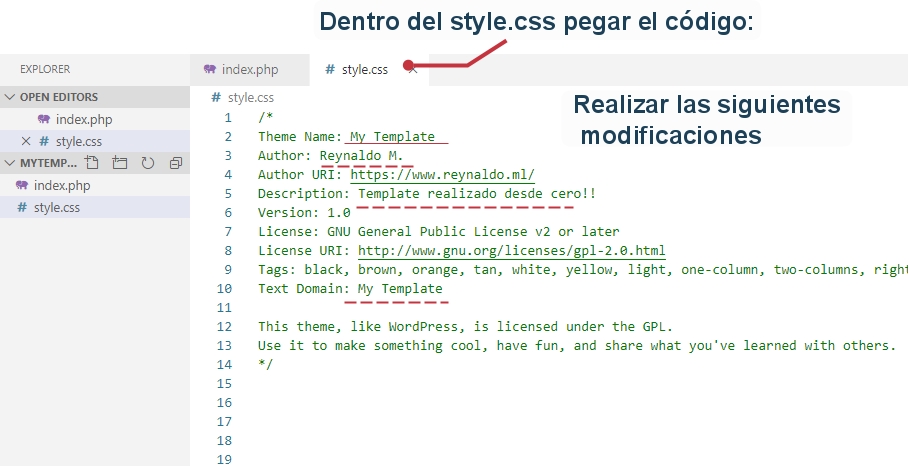 Dentro del style.css pegar el código:
EXPLORER
OPEN EDITORS
index.php
style.css
MYTEMP...
index.php
style.css
index.php
style.css
style.css
Realizar las siguientes
modificaciones
1 /*
2 Theme Name: My Template
3 Author: Reynaldo M.
4 Author URI: https://www.reynaldo.ml/
5 Description: Template realizado desde cero!!
6 Version: 1.0
7 License: GNU General Public License v2 or later
8 License URI: http://www.gnu.org/licenses/gpl-2.0.html
9 Tags: black, brown, orange, tan, white, yellow, light, one-column, two-columns, right
10 Text Domain: My Template
11
12 This theme, like WordPress, is licensed under the GPL.
13 Use it to make something cool, have fun, and share what you've learned with others.
14 */
15
16
17
18
19